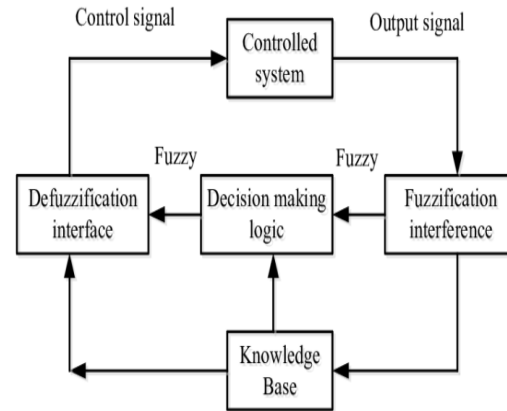 Control signal
Controlled
system
Output signal
Fuzzy
Fuzzy
Defuzzification
interface
Decision making
logic
Fuzzification
interference
Knowledge
Base